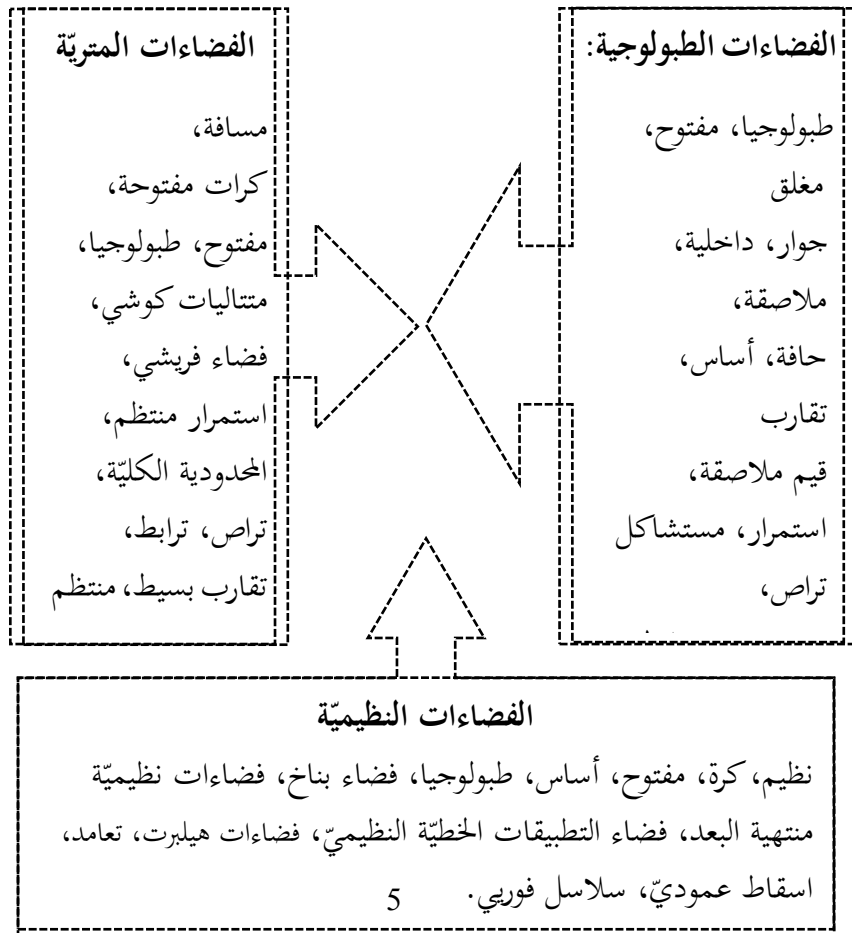 الفضاءات الطبولوجية:
طبولوجيا، مفتوح،
مغلق
جوار، داخلية،
ملاصقة،
حافة، أساس،
تقارب
قيم ملاصقة،
استمرار، مستشاكل
تراص،
الفضاءات المتريّة
مسافة،
كرات مفتوحة،
مفتوح، طبولوجيا،
متتاليات كوشي،
فضاء فريشي،
استمرار منتظم،
المحدودية الكليّة،
تراص، ترابط،
تقارب بسيط، منتظم
الفضاءات النظيميّة
نظيم، كرة، مفتوح، أساس، طبولوجيا، فضاء بناخ، فضاءات نظيميّة
منتهية البعد، فضاء التطبيقات الخطيّة النظيميّ، فضاءات هيلبرت، تعامد،
اسقاط عموديّ، سلاسل فوريي.
5